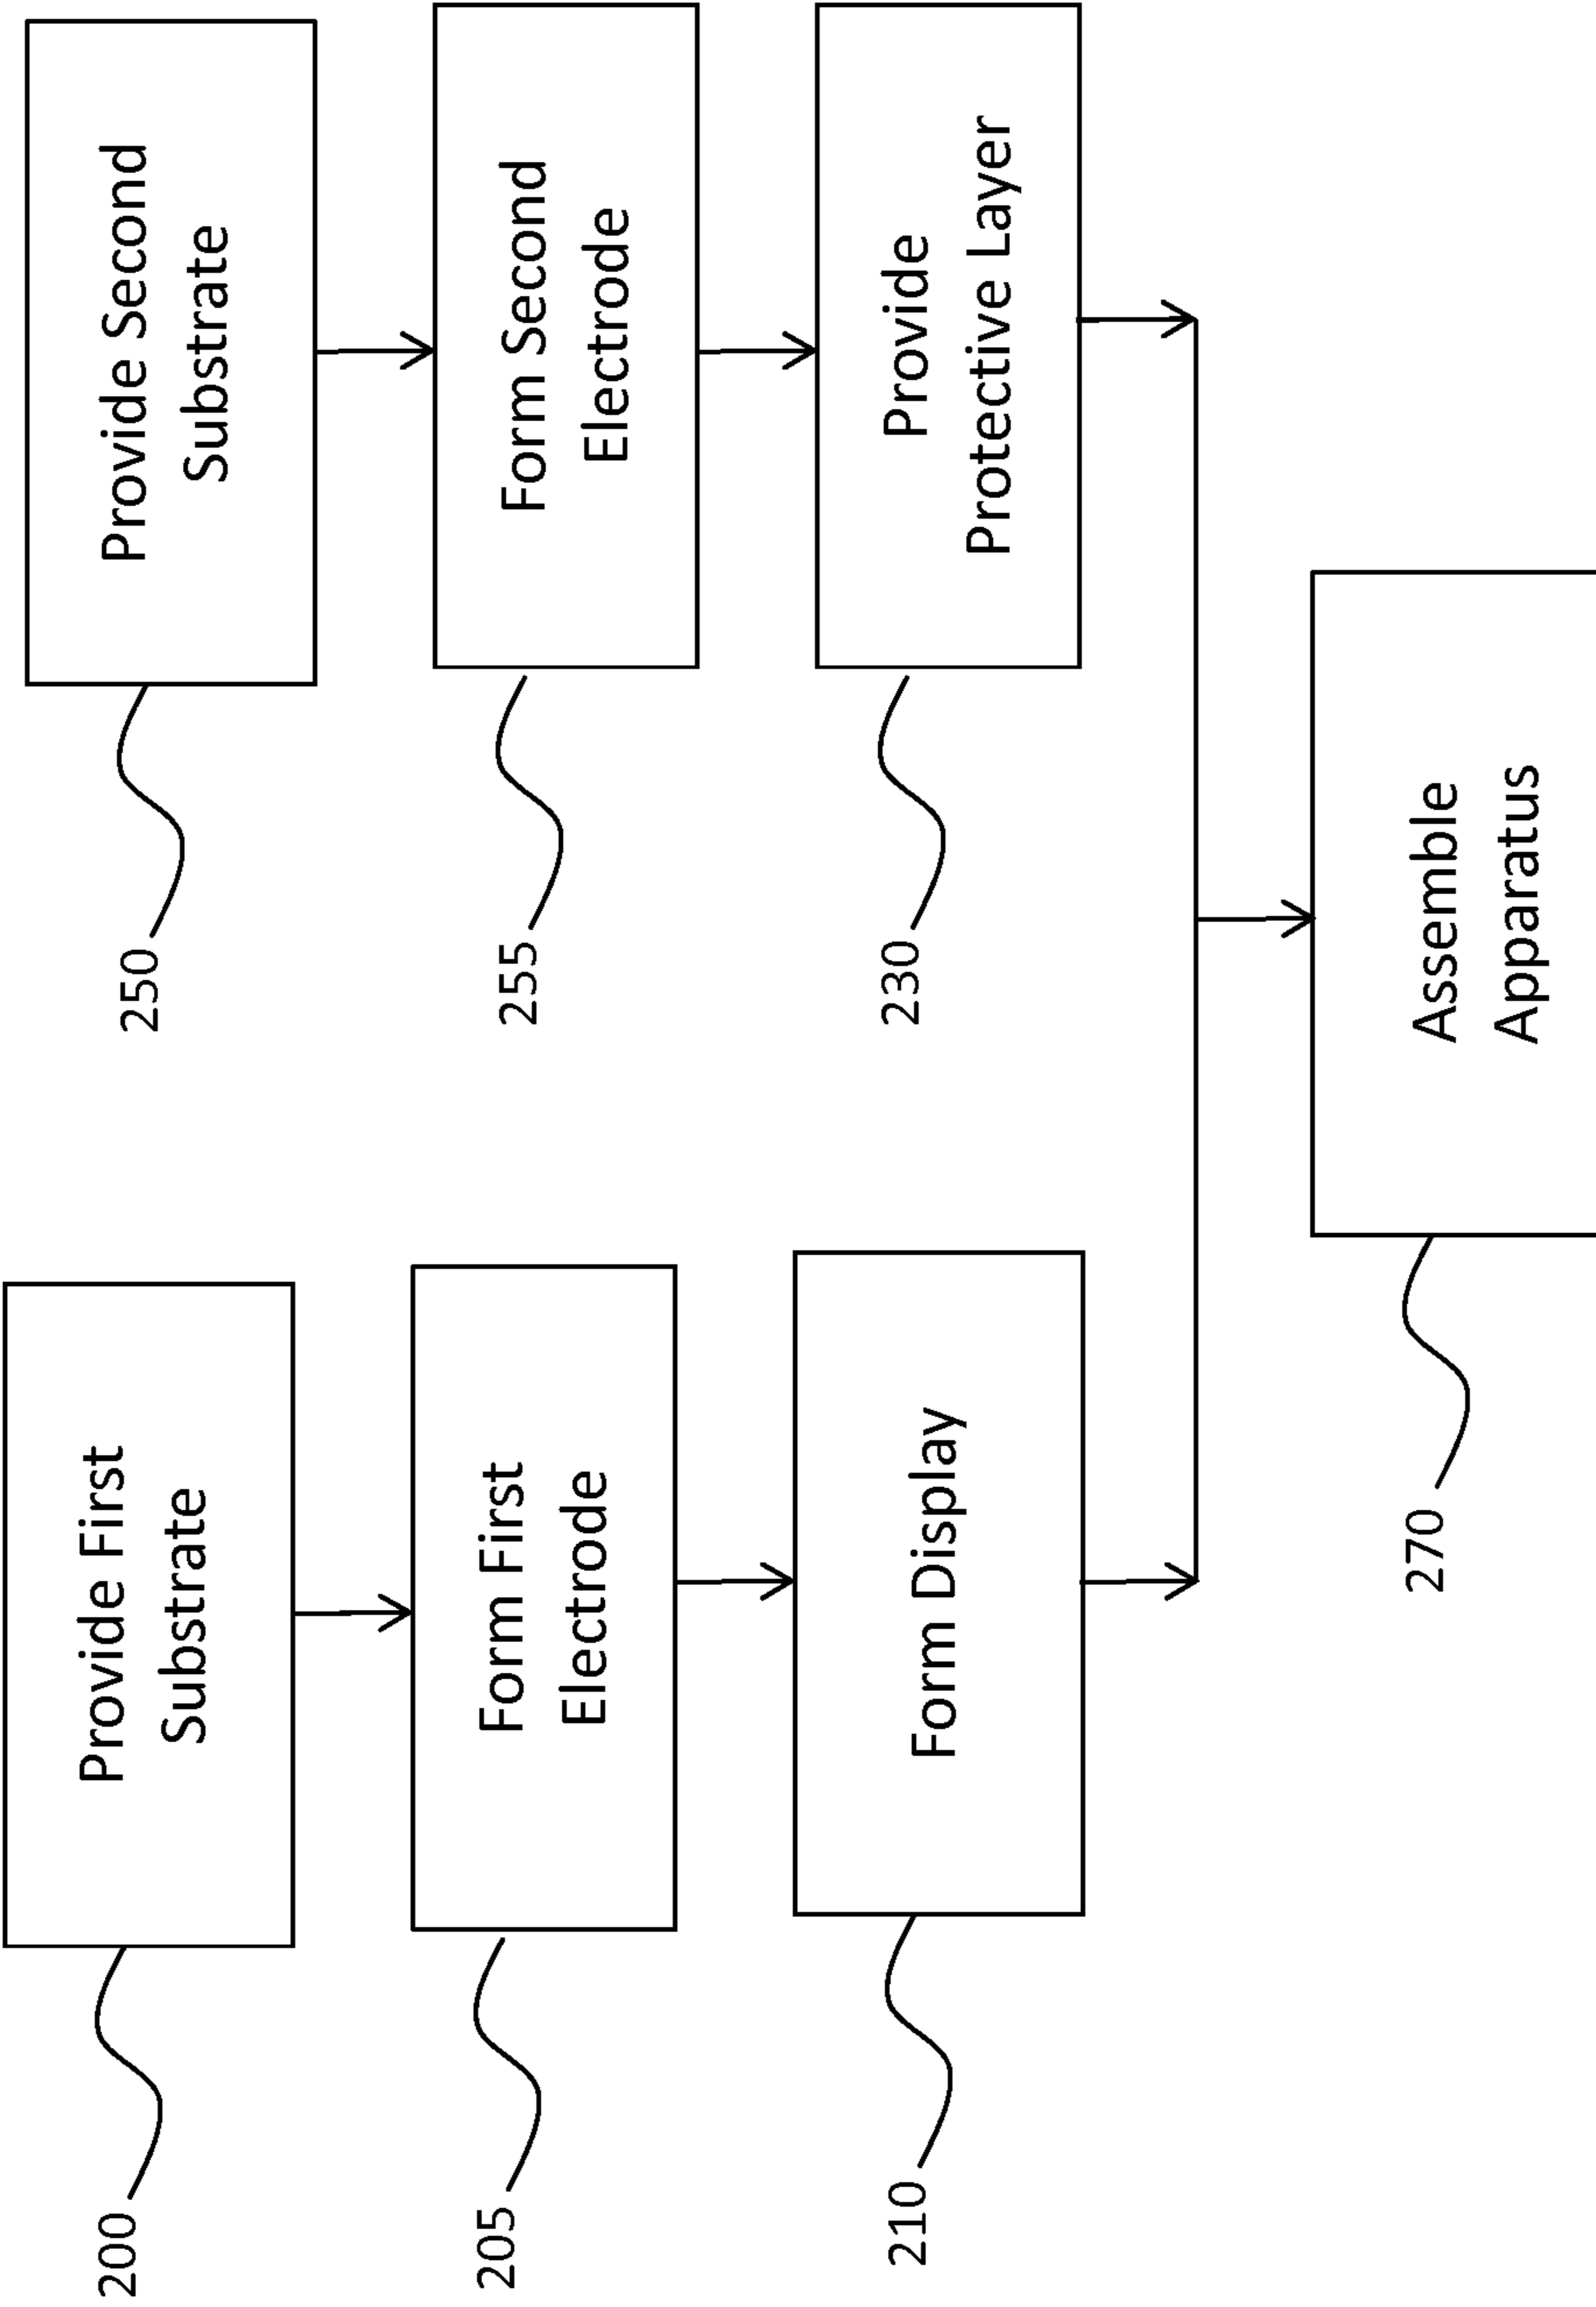 200
Provide First
Substrate
250
Provide Second
Substrate
205
Form First
Electrode
255
Form Second
Electrode
210
Form Display
230
Provide
Protective Layer
270
Assemble
Apparatus